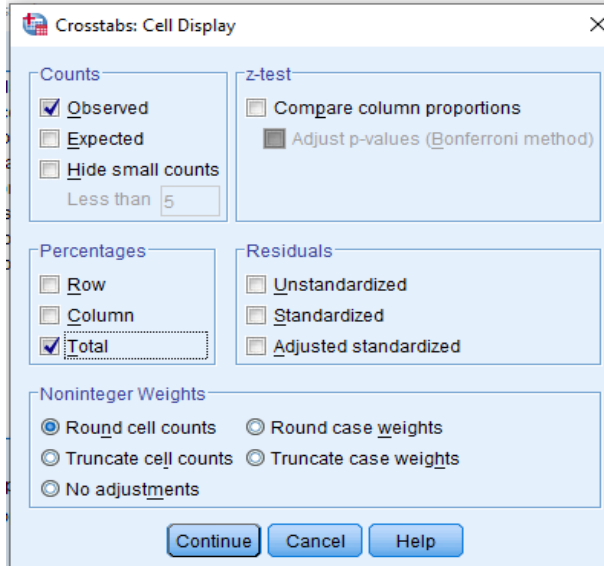 Crosstabs: Cell Display
Counts
Observed
Expected
Hide small counts
Less than 5
z-test
Compare column proportions
Adjust p-values (Bonferroni method)
Percentages
Row
Column
Total
Residuals
Unstandardized
Standardized
Adjusted standardized
Noninteger Weights
Round cell counts Round case weights
Truncate cell counts Truncate case weights
No adjustments
Continue Cancel Help